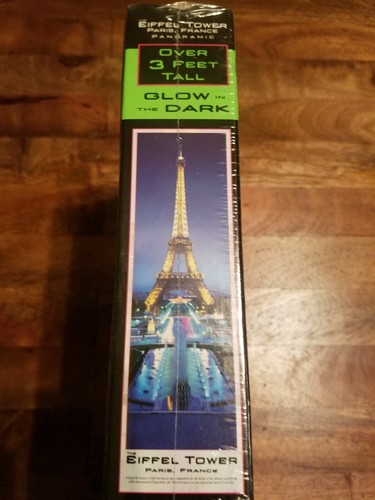 THE
EIFFEL TOWER
PARIS, FRANCE
PANORAMIC
OVER
3 FEET
TALL
GLOW IN
THE DARK
THE
EIFFEL TOWER
PARIS, FRANCE